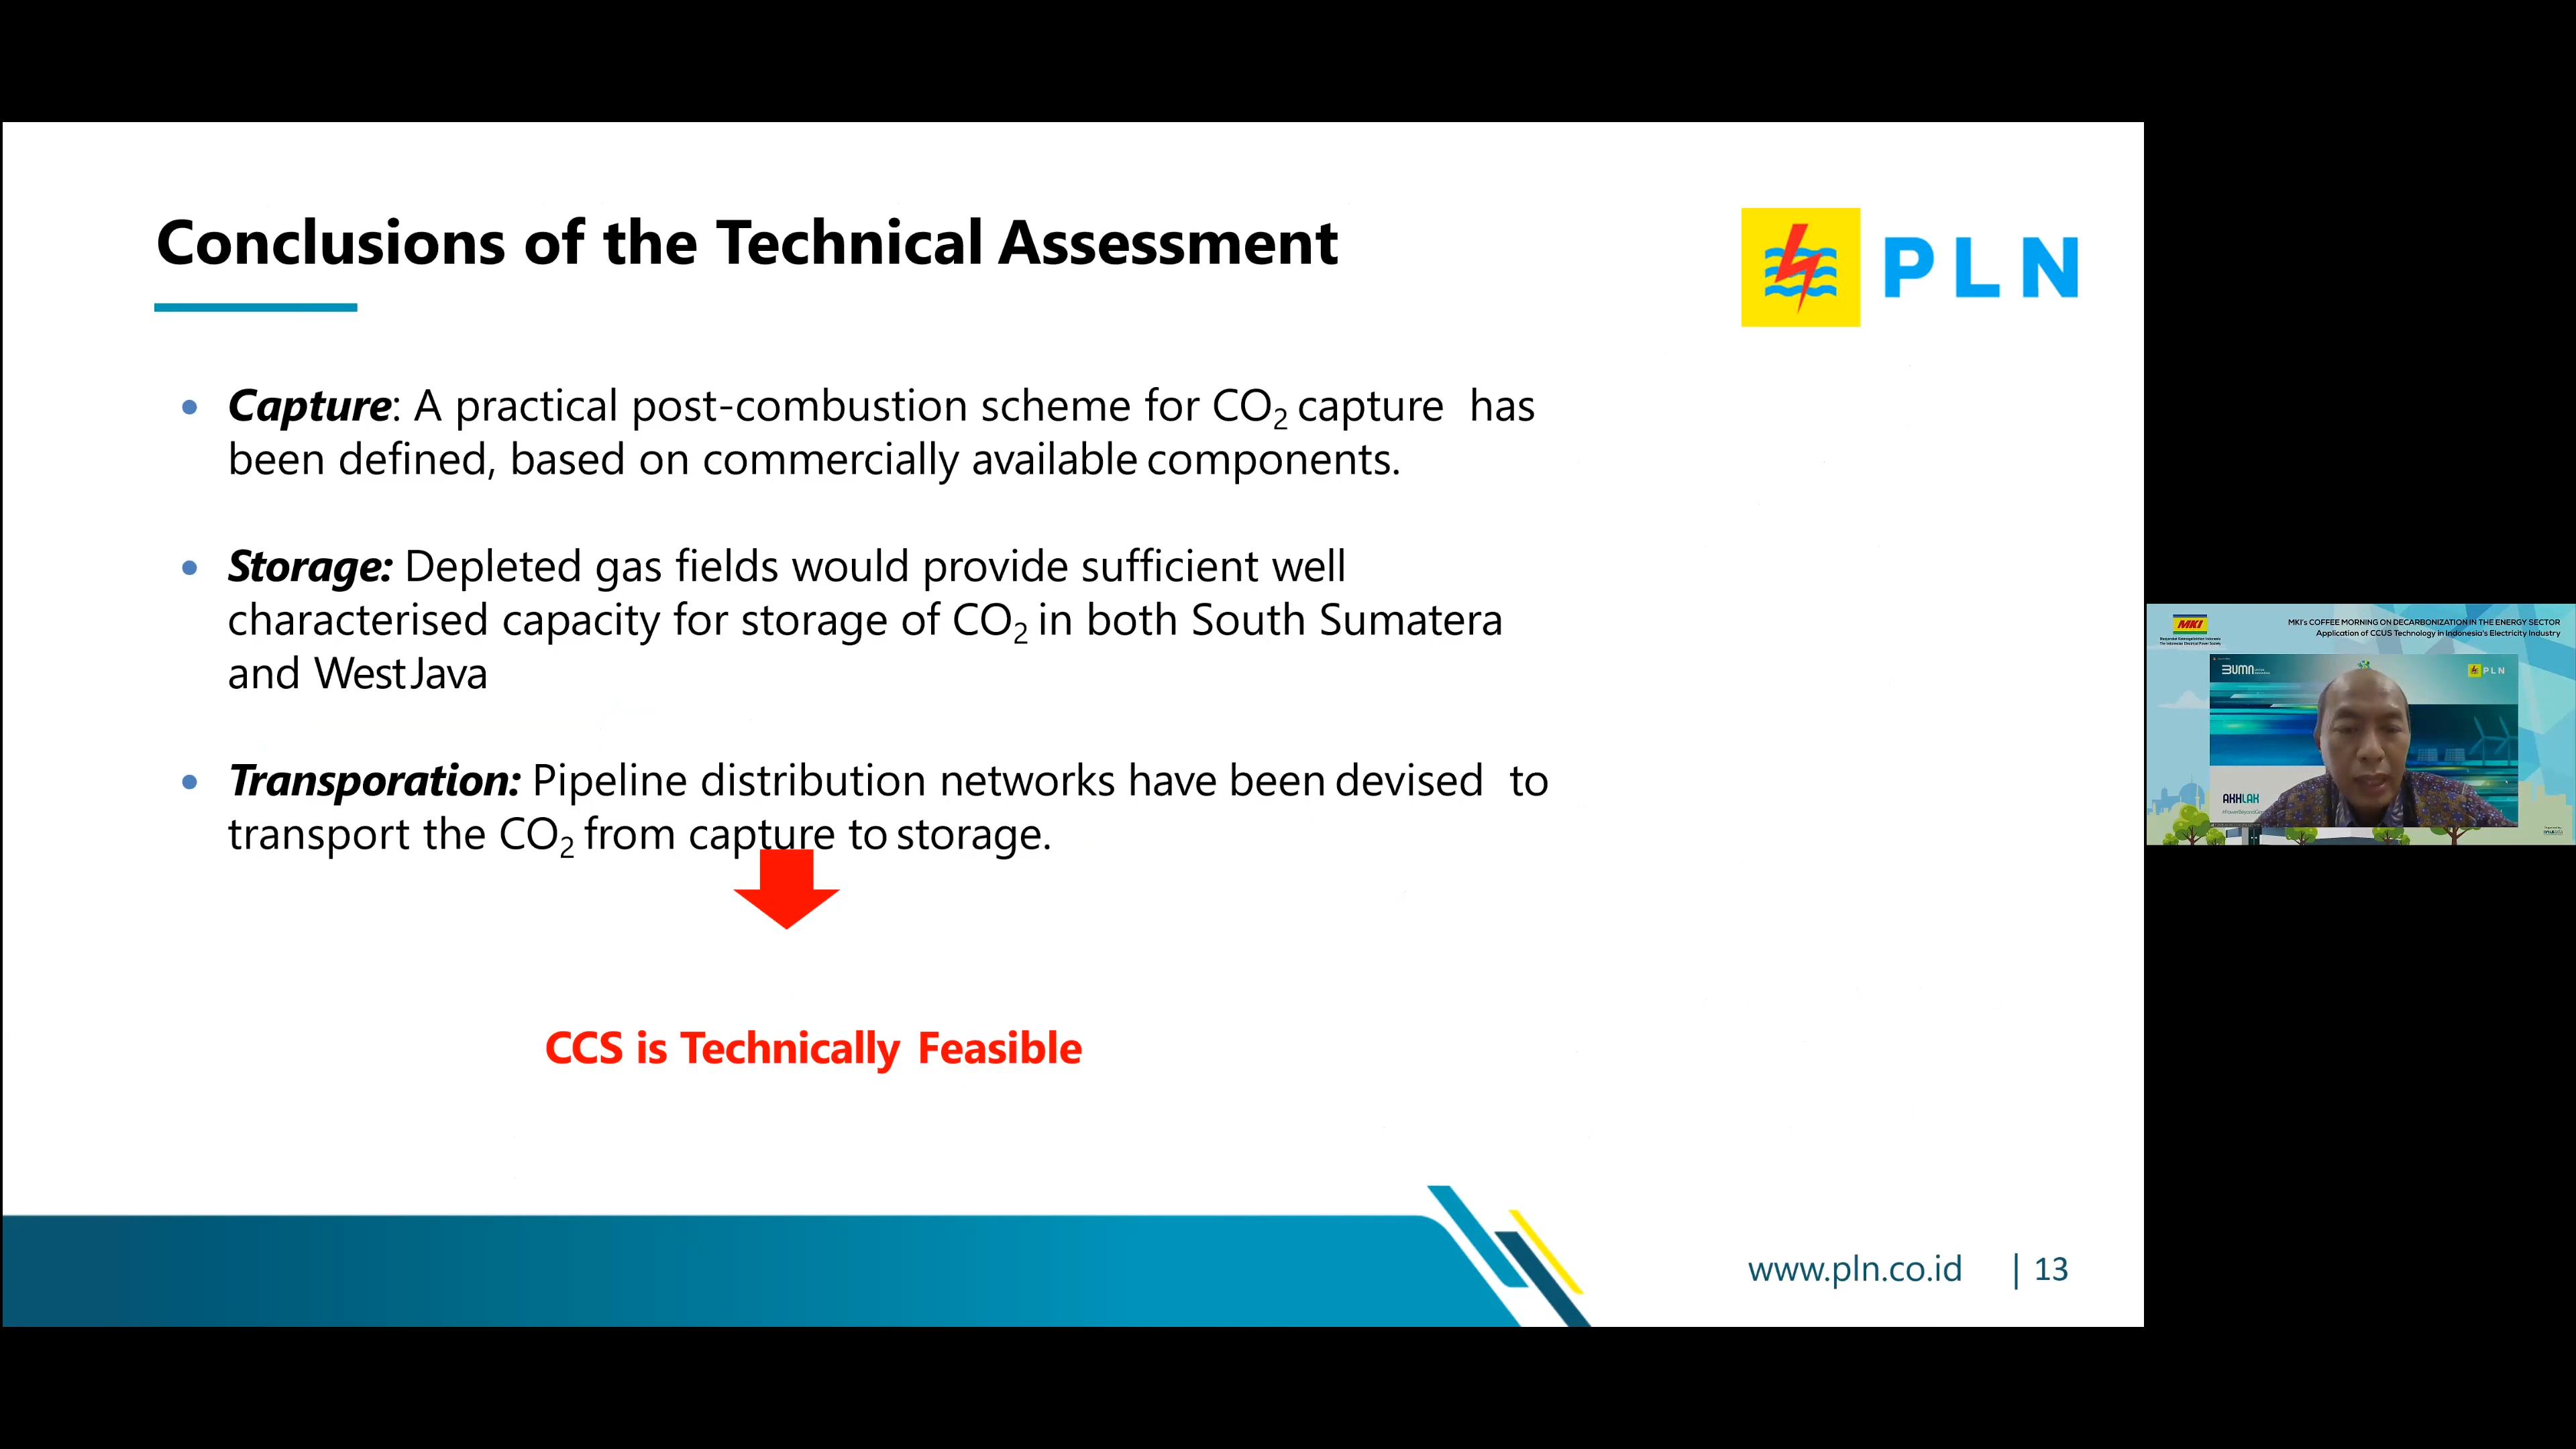 Conclusions of the Technical Assessment
PLN
• Capture: A practical post-combustion scheme for CO₂ capture has
been defined, based on commercially available components.
• Storage: Depleted gas fields would provide sufficient well
characterised capacity for storage of CO₂ in both South Sumatera
and West Java
• Transporation: Pipeline distribution networks have been devised to
transport the CO₂ from capture to storage.
CCS is Technically Feasible
www.pln.co.id | 13
MKI
MKI's COFFEE MORNING ON DECARBONIZATION IN THE ENERGY SECTOR
Application of CCUS Technology in Indonesia's Electricity Industry
BUMN
PLN
AKHLAK